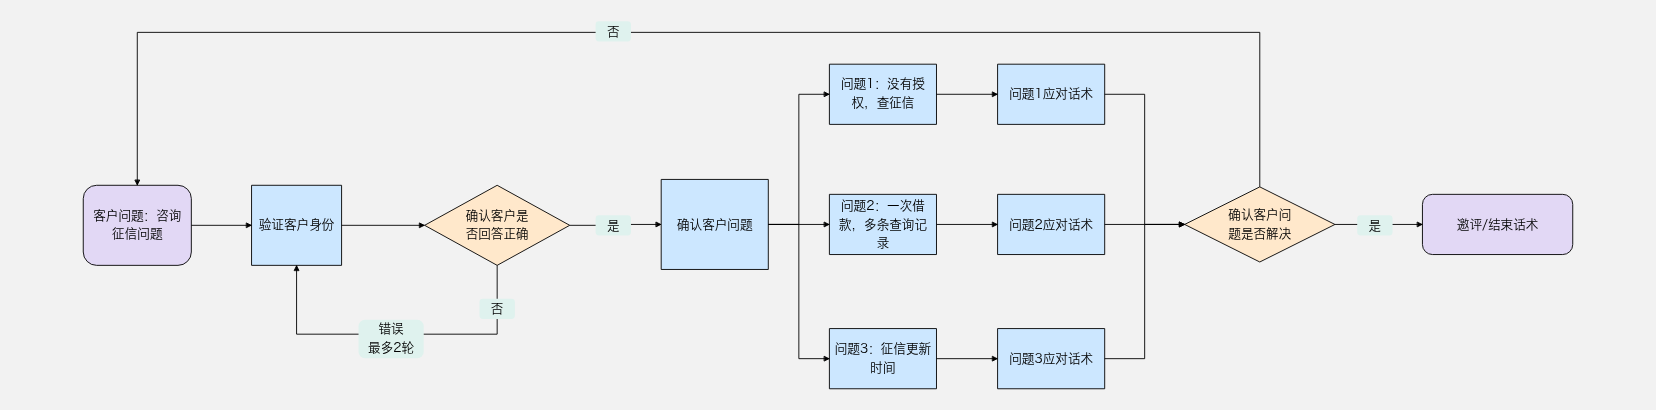 否
客户问题：咨询
征信问题
验证客户身份
确认客户是
否回答正确
否
错误
最多2轮
是
确认客户问题
问题1：没有授
权，查征信
问题1应对话术
问题2：一次借
款，多条查询记
录
问题2应对话术
问题3：征信更新
时间
问题3应对话术
确认客户问
题是否解决
是
邀评/结束话术